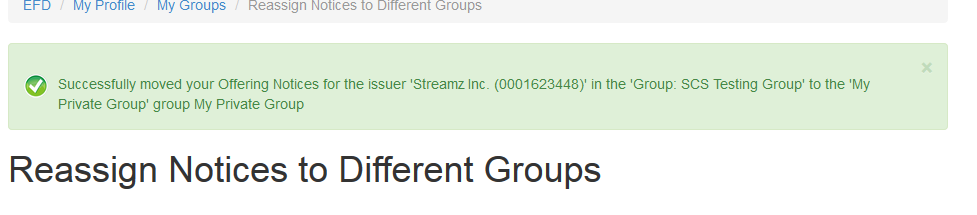 EFD / My Profile / My Groups / Reassign Notices to Different Groups
×
Successfully moved your Offering Notices for the issuer 'Streamz Inc. (0001623448)' in the 'Group: SCS Testing Group' to the 'My
Private Group' group My Private Group
Reassign Notices to Different Groups